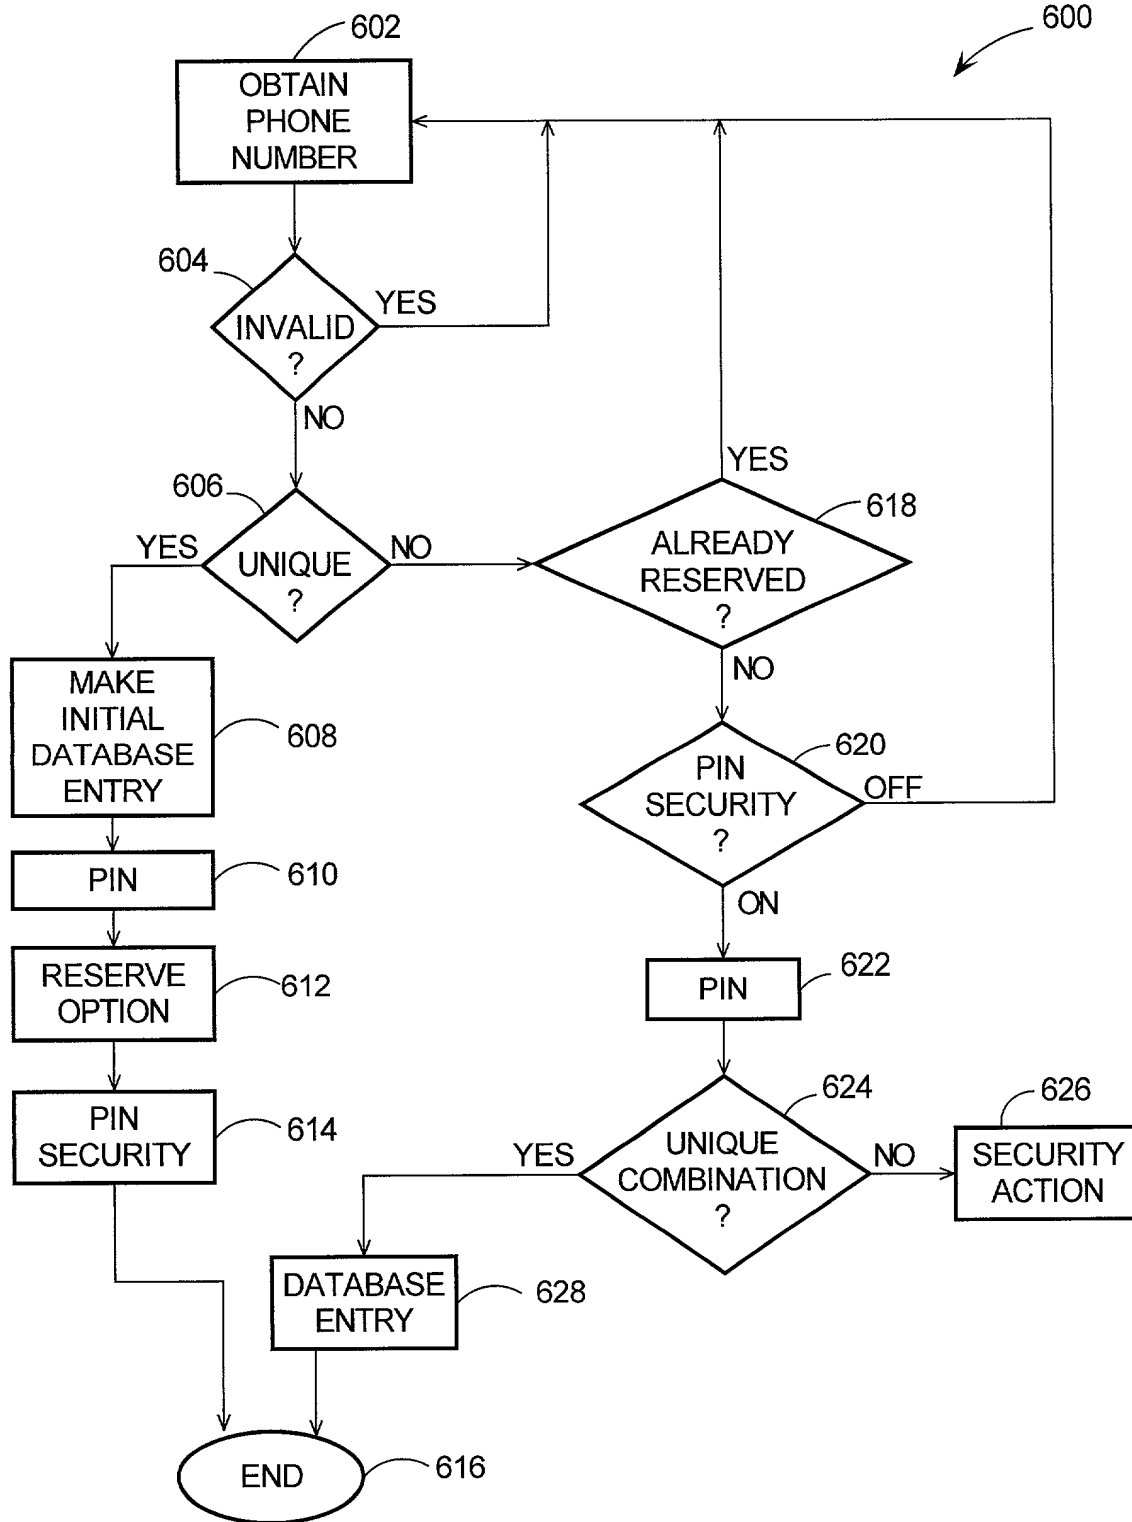 600
602
OBTAIN
PHONE
NUMBER
604
INVALID
?
YES
NO
606
UNIQUE
?
YES
NO
618
ALREADY
RESERVED
?
YES
NO
MAKE
INITIAL
DATABASE
ENTRY
608
620
PIN
SECURITY
?
OFF
ON
PIN
610
RESERVE
OPTION
612
PIN
622
PIN
SECURITY
614
624
UNIQUE
COMBINATION
?
YES
NO
626
SECURITY
ACTION
DATABASE
ENTRY
628
END
616